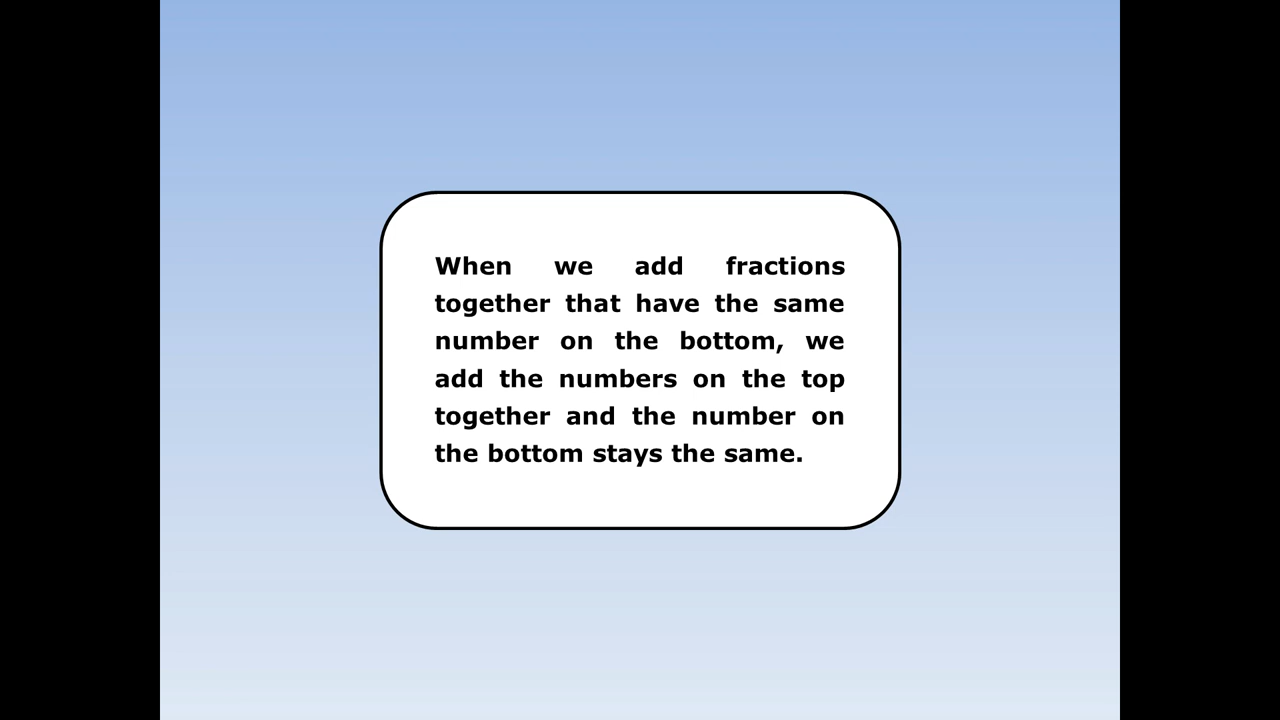 When we add fractions
together that have the same
number on the bottom, we
add the numbers on the top
together and the number on
the bottom stays the same.